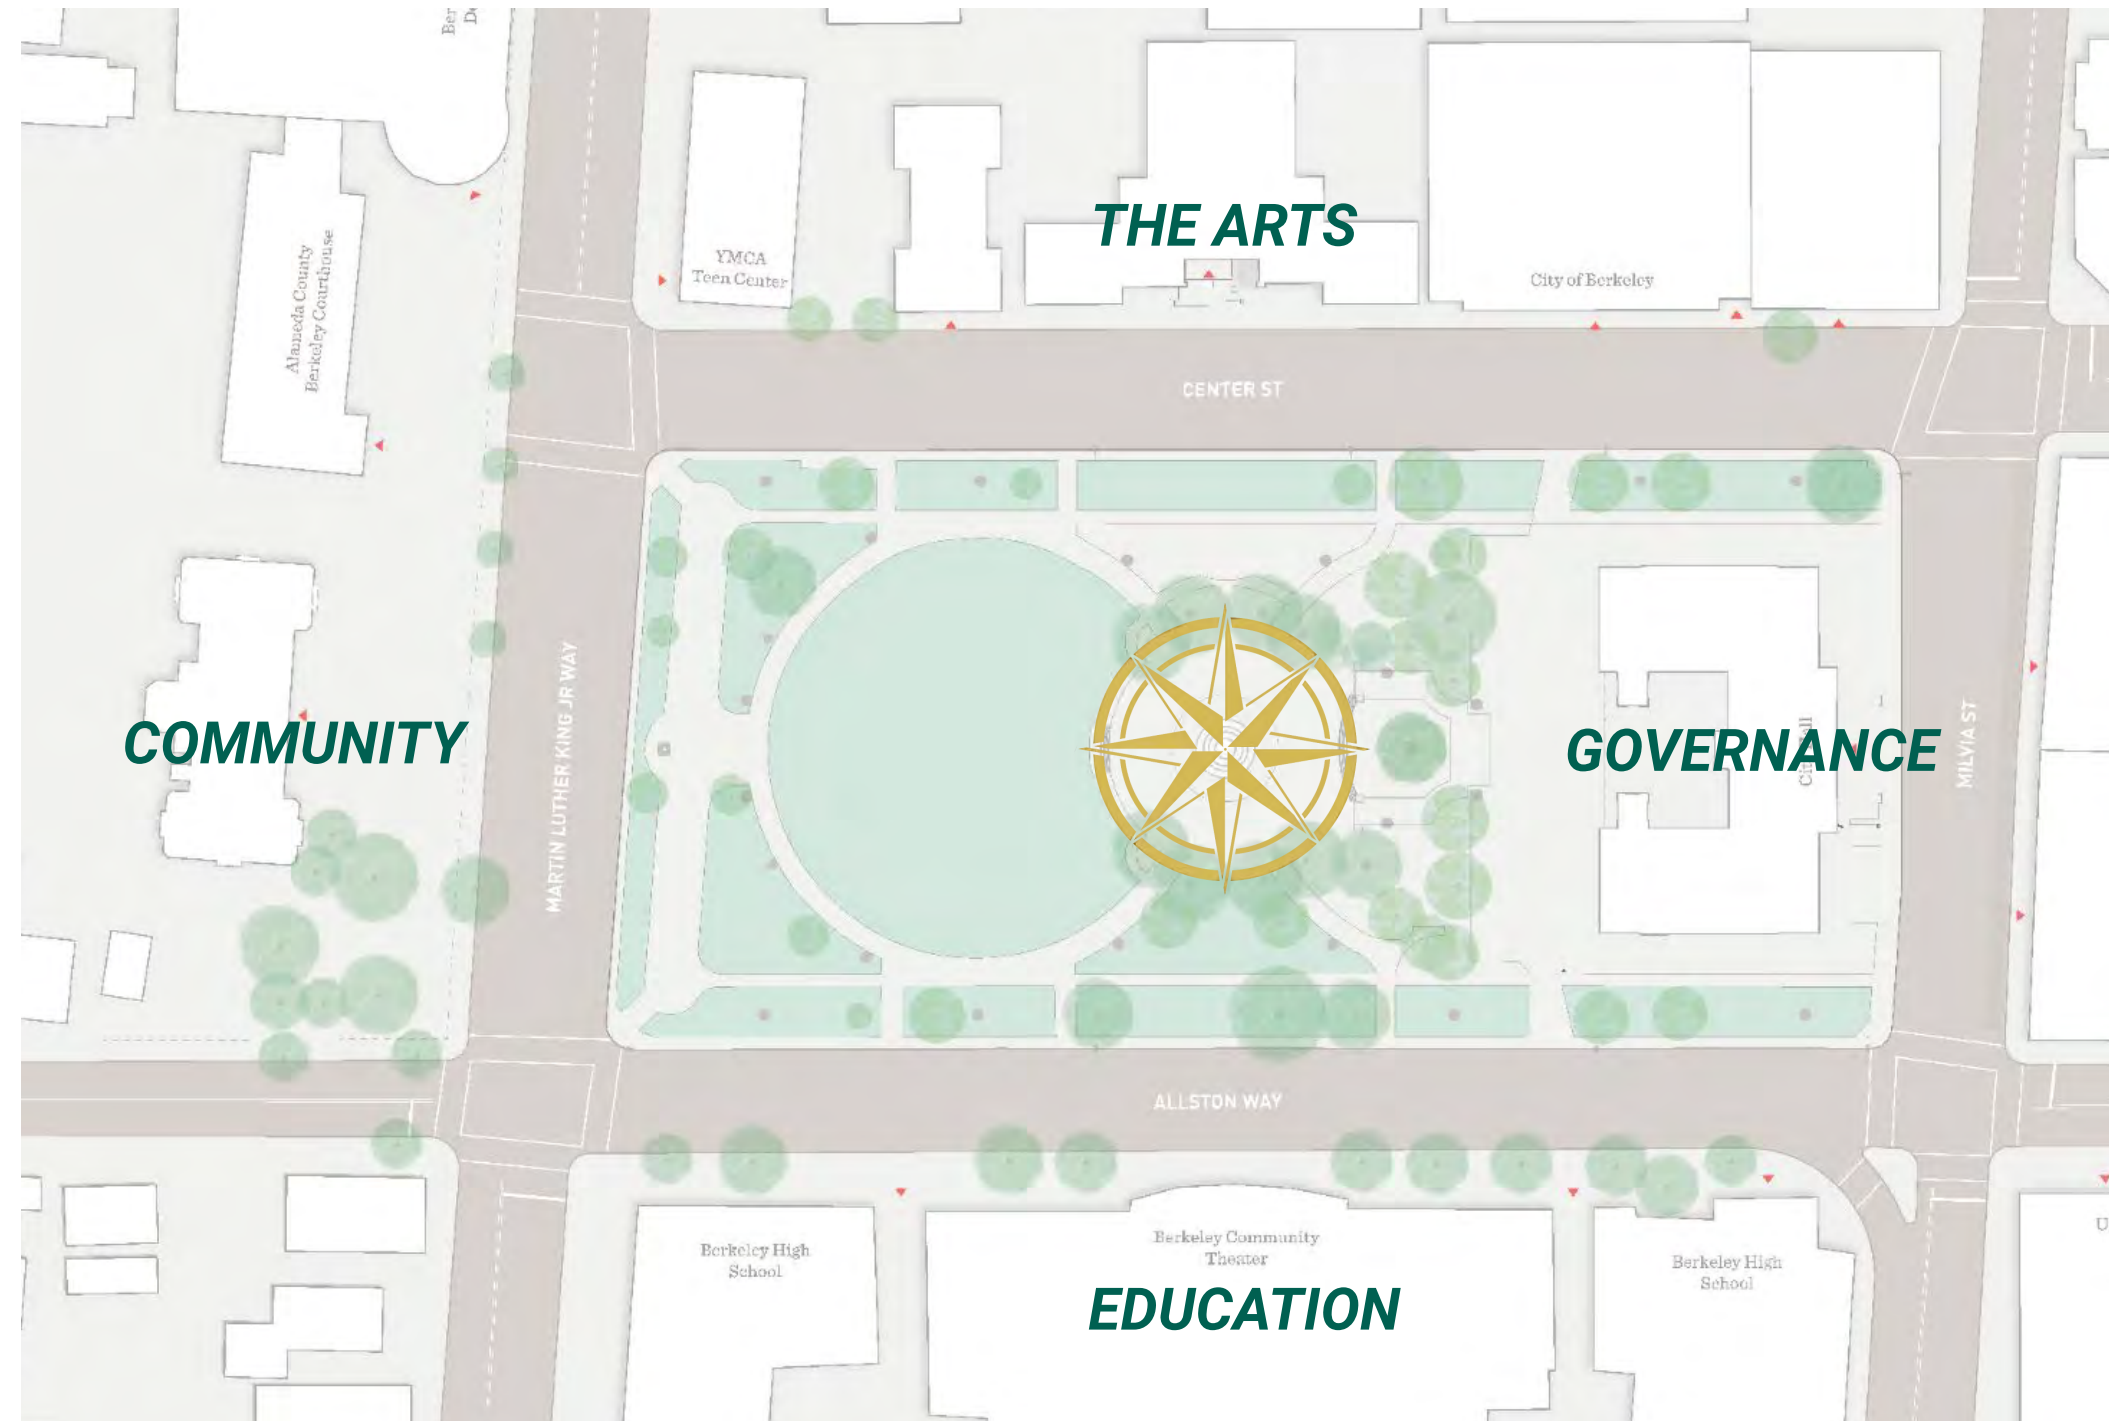 THE ARTS
YMCA
Teen Center
City of Berkeley
Alameda County
Berkeley Courthouse
CENTER ST
MARTIN LUTHER KING JR WAY
COMMUNITY
GOVERNANCE
MILVIA ST
ALLSTON WAY
Berkeley High
School
Berkeley Community
Theater
Berkeley High
School
EDUCATION